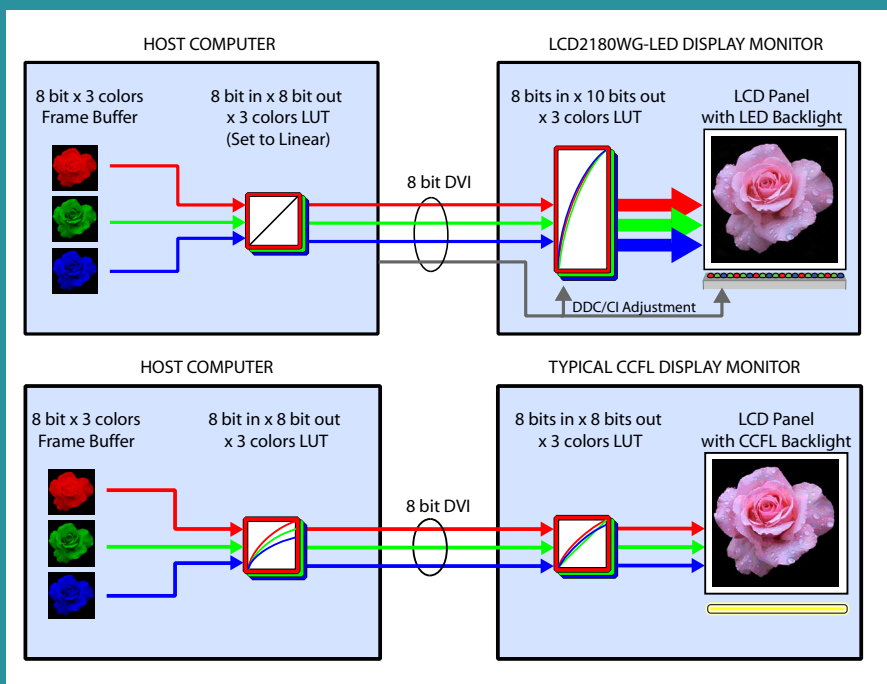 HOST COMPUTER
LCD2180WG-LED DISPLAY MONITOR
8 bit x 3 colors
Frame Buffer
8 bit in x 8 bit out
x 3 colors LUT
(Set to Linear)
8 bit DVI
8 bits in x 10 bits out
x 3 colors LUT
LCD Panel
with LED Backlight
DDC/CI Adjustment
HOST COMPUTER
TYPICAL CCFL DISPLAY MONITOR
8 bit x 3 colors
Frame Buffer
8 bit in x 8 bit out
x 3 colors LUT
8 bit DVI
8 bits in x 8 bits out
x 3 colors LUT
LCD Panel
with CCFL Backlight